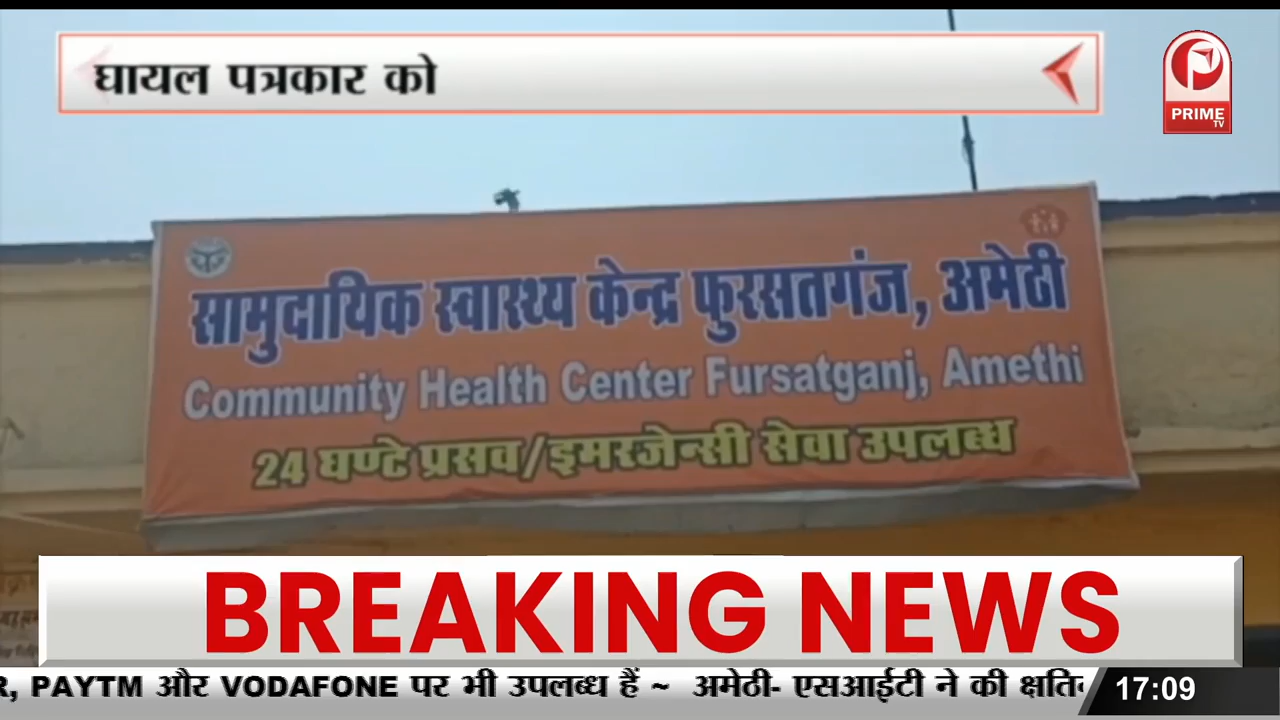 घायल पत्रकार को
PRIME
TV
सामुदायिक स्वास्थ्य केन्द्र फुरसतगंज, अमेठी
Community Health Center Fursatganj, Amethi
24 घण्टे प्रसव/इमरजेन्सी सेवा उपलब्ध
BREAKING NEWS
R, PAYTM और VODAFONE पर भी उपलब्ध हैं ~ अमेठी- एसआईटी ने की
17:09